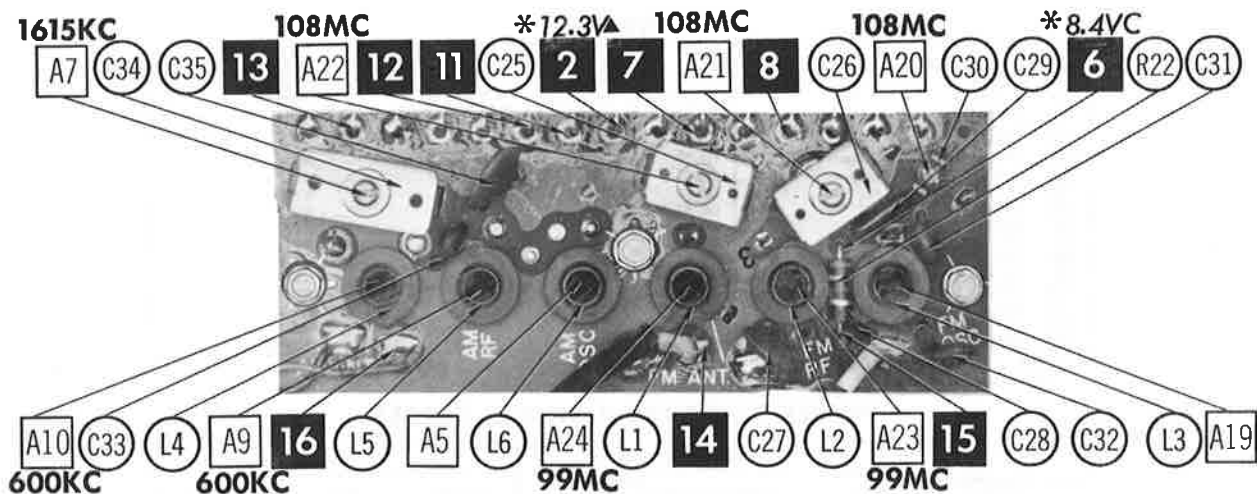 1615KC 108MC *12.3V▲ 108MC 108MC *8.4VC
A7 C34 C35 13 A22 12 11 C25 2 7 A21 8 C26 A20 C30 C29 6 R22 C31
AM RF
AM OSC
FM ANT.
FM RF
FM OSC
A10 C33 L4 A9 16 L5 A5 L6 A24 L1 14 C27 L2 A23 15 C28 C32 L3 A19
600KC 600KC 99MC 99MC